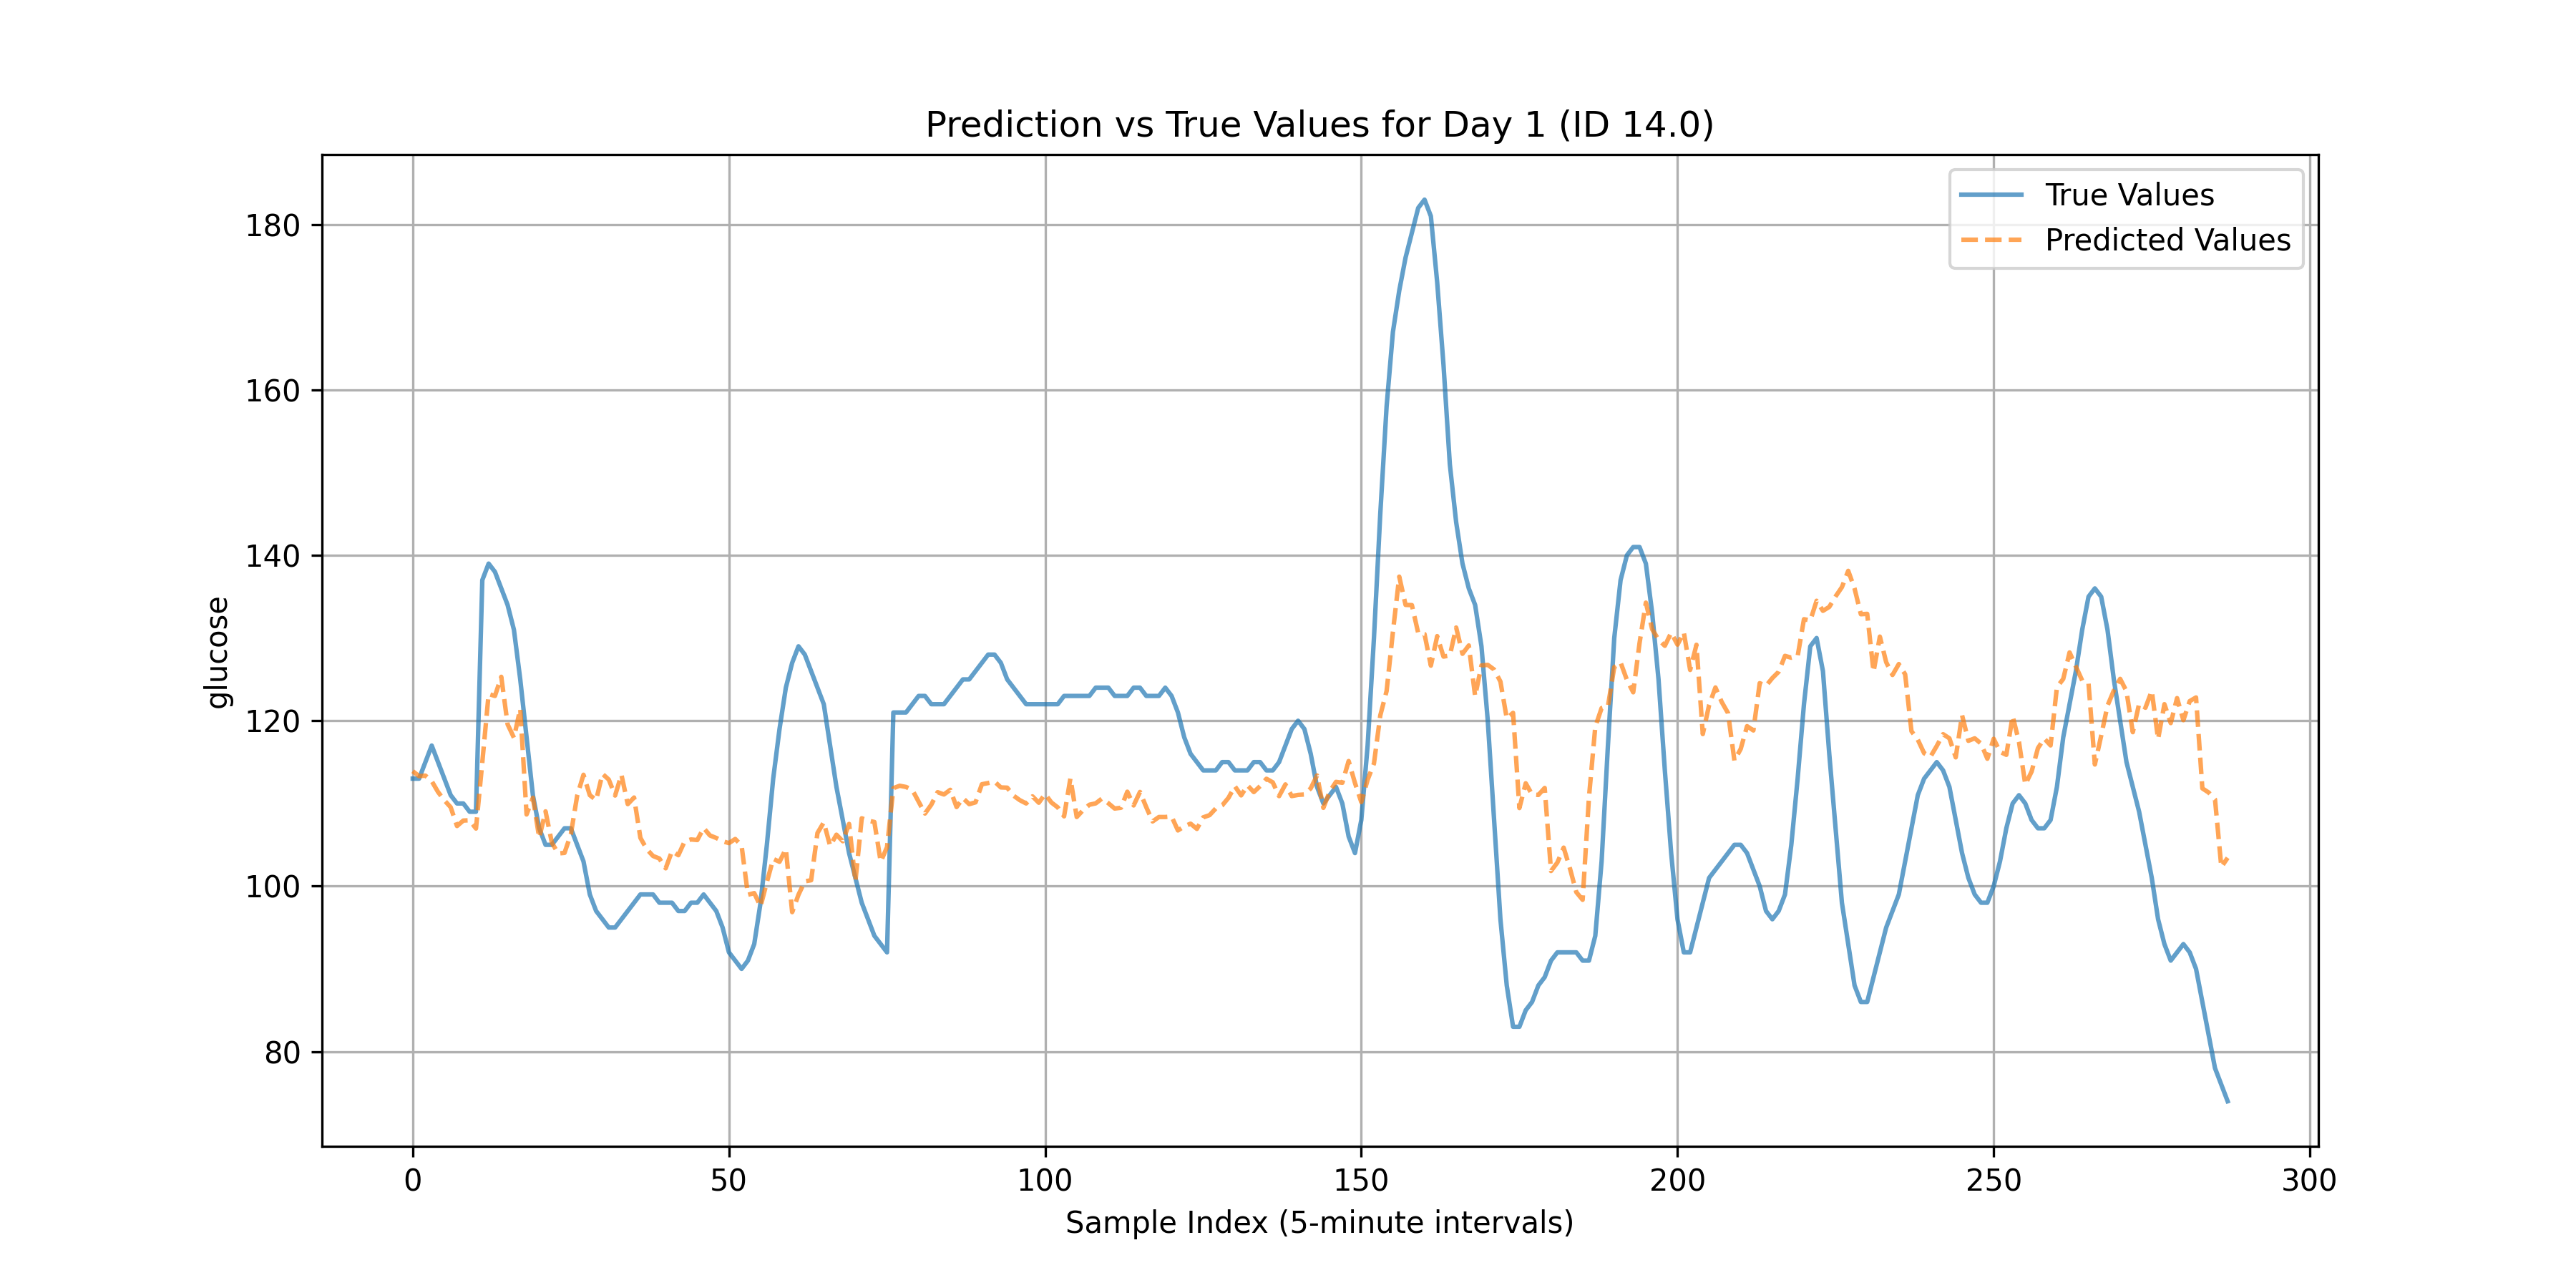 Prediction vs True Values for Day 1 (ID 14.0)
True Values
Predicted Values
glucose
180
160
140
120
100
80
0 50 100 150 200 250 300
Sample Index (5-minute intervals)